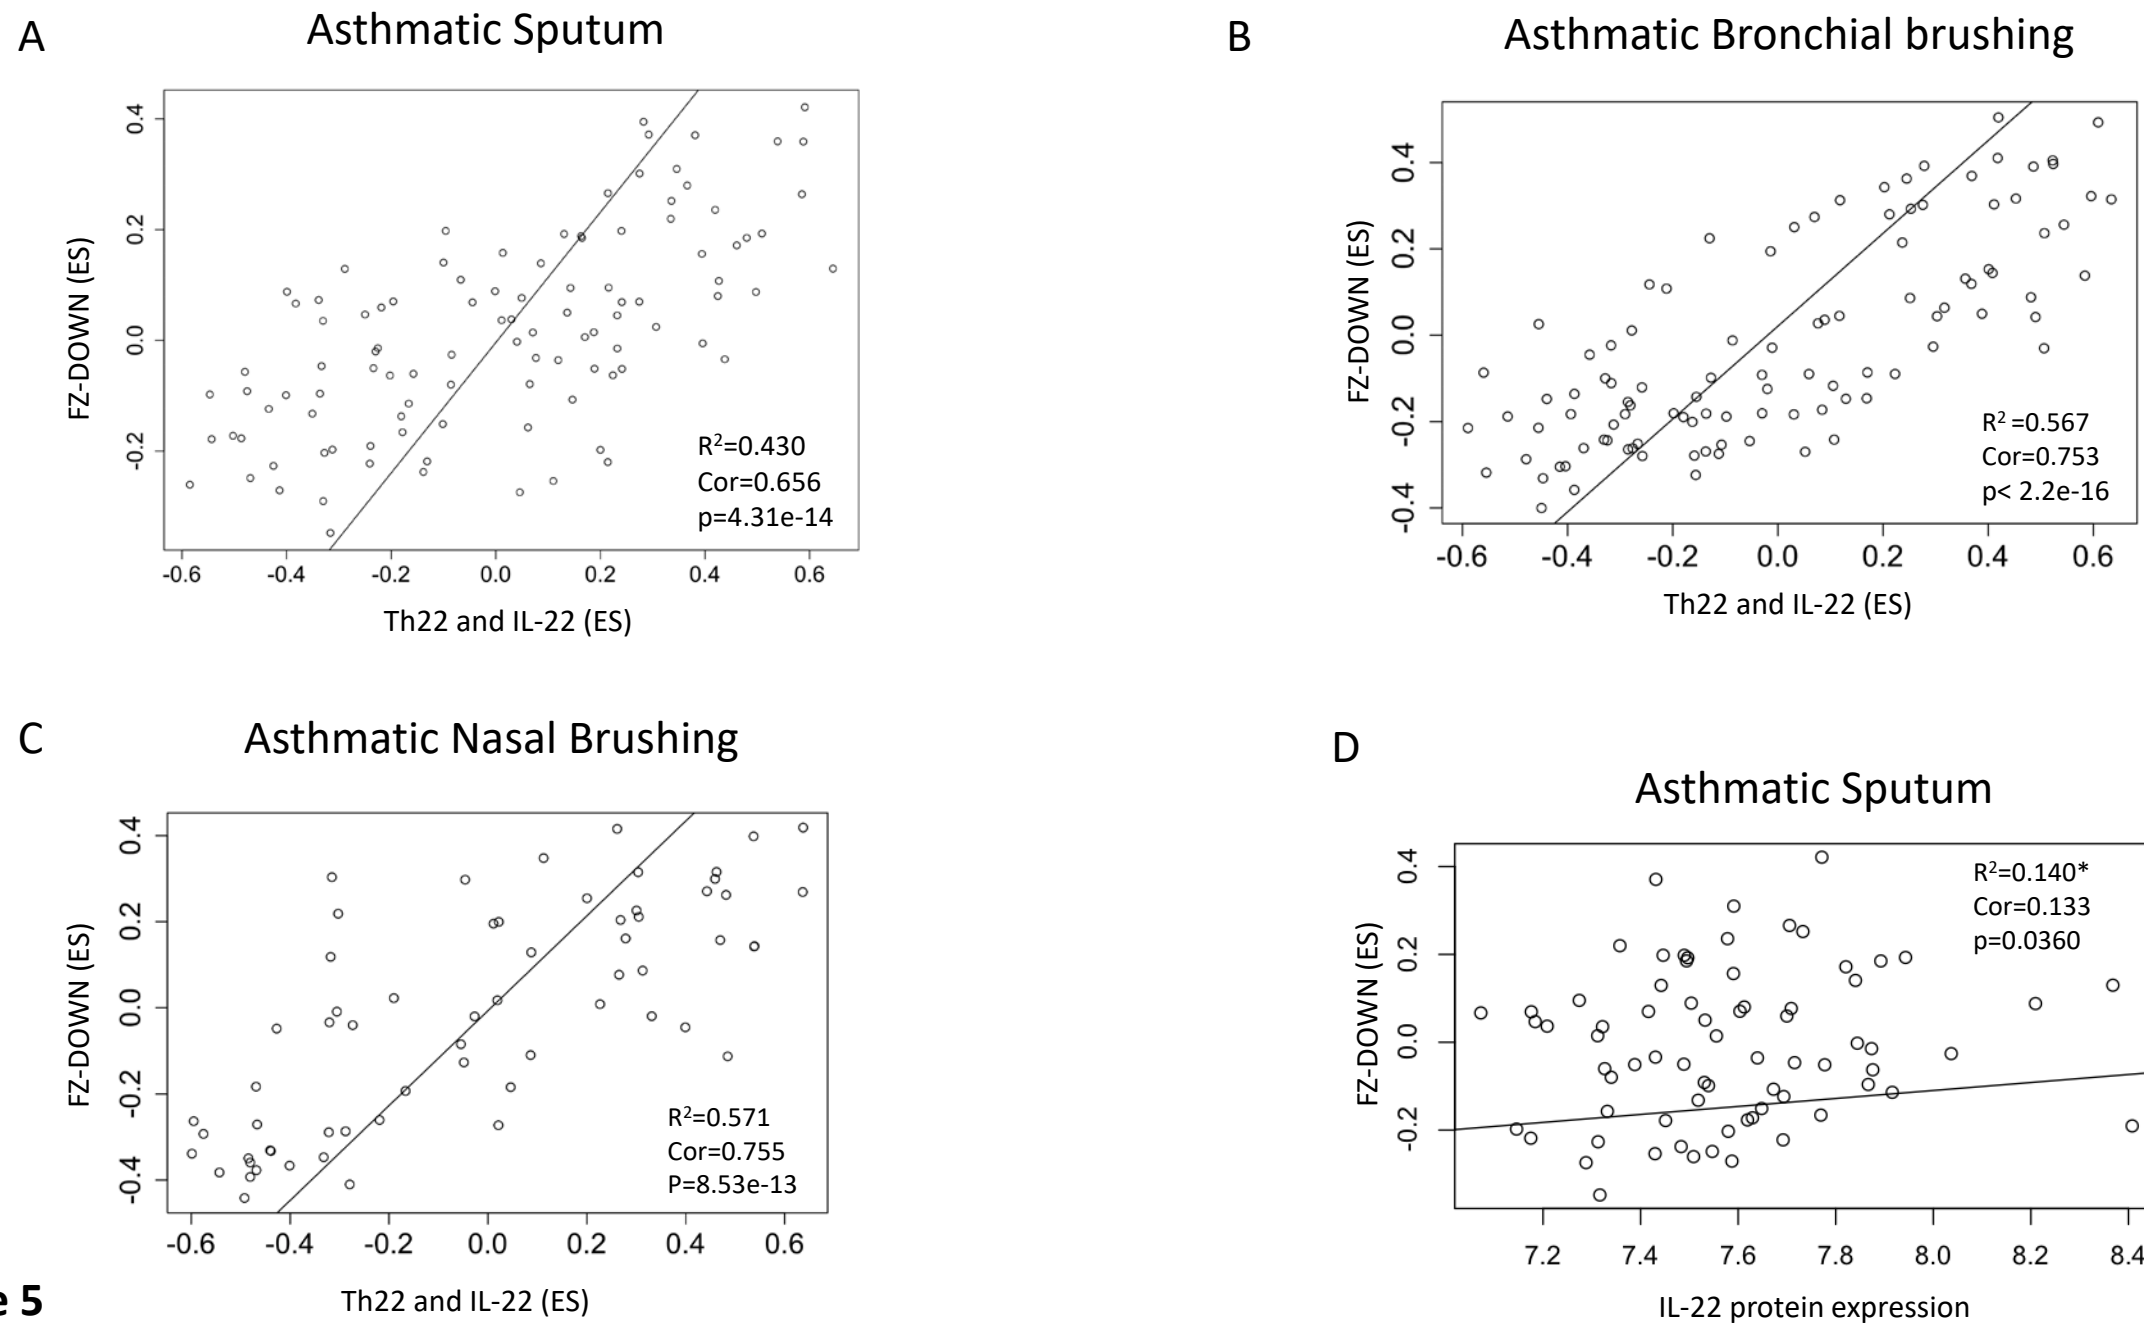 A
Asthmatic Sputum
FZ-DOWN (ES)
0.4
0.2
0.0
-0.2
R²=0.430
Cor=0.656
p=4.31e-14
-0.6 -0.4 -0.2 0.0 0.2 0.4 0.6
Th22 and IL-22 (ES)
B
Asthmatic Bronchial brushing
FZ-DOWN (ES)
0.4
0.2
0.0
-0.2
-0.4
R² =0.567
Cor=0.753
p< 2.2e-16
-0.6 -0.4 -0.2 0.0 0.2 0.4 0.6
Th22 and IL-22 (ES)
C
Asthmatic Nasal Brushing
FZ-DOWN (ES)
0.4
0.2
0.0
-0.2
-0.4
R²=0.571
Cor=0.755
P=8.53e-13
-0.6 -0.4 -0.2 0.0 0.2 0.4 0.6
Th22 and IL-22 (ES)
D
Asthmatic Sputum
FZ-DOWN (ES)
0.4
0.2
0.0
-0.2
R²=0.140*
Cor=0.133
p=0.0360
7.2 7.4 7.6 7.8 8.0 8.2 8.4
IL-22 protein expression
e 5